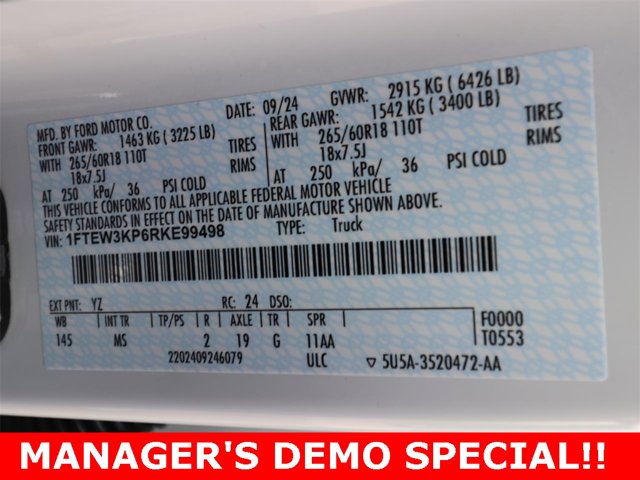 MFD. BY FORD MOTOR CO.
DATE: 09/24 GVWR: 2915 KG ( 6426 LB)
FRONT GAWR: 1463 KG ( 3225 LB) REAR GAWR: 1542 KG ( 3400 LB)
WITH 265/60R18 110T TIRES WITH 265/60R18 110T TIRES
18x7.5J RIMS 18x7.5J RIMS
AT 250 kPa/ 36 PSI COLD AT 250 kPa/ 36 PSI COLD
THIS VEHICLE CONFORMS TO ALL APPLICABLE FEDERAL MOTOR VEHICLE
SAFETY STANDARDS IN EFFECT ON THE DATE OF MANUFACTURE SHOWN ABOVE.
VIN: 1FTEW3KP6RKE99498 TYPE: Truck
EXT PNT: YZ RC: 24 DSO:
WB INT TR TP/PS R AXLE TR SPR F0000
145 MS 2 19 G 11AA T0553
2202409246079 ULC 5U5A-3520472-AA
MANAGER'S DEMO SPECIAL!!